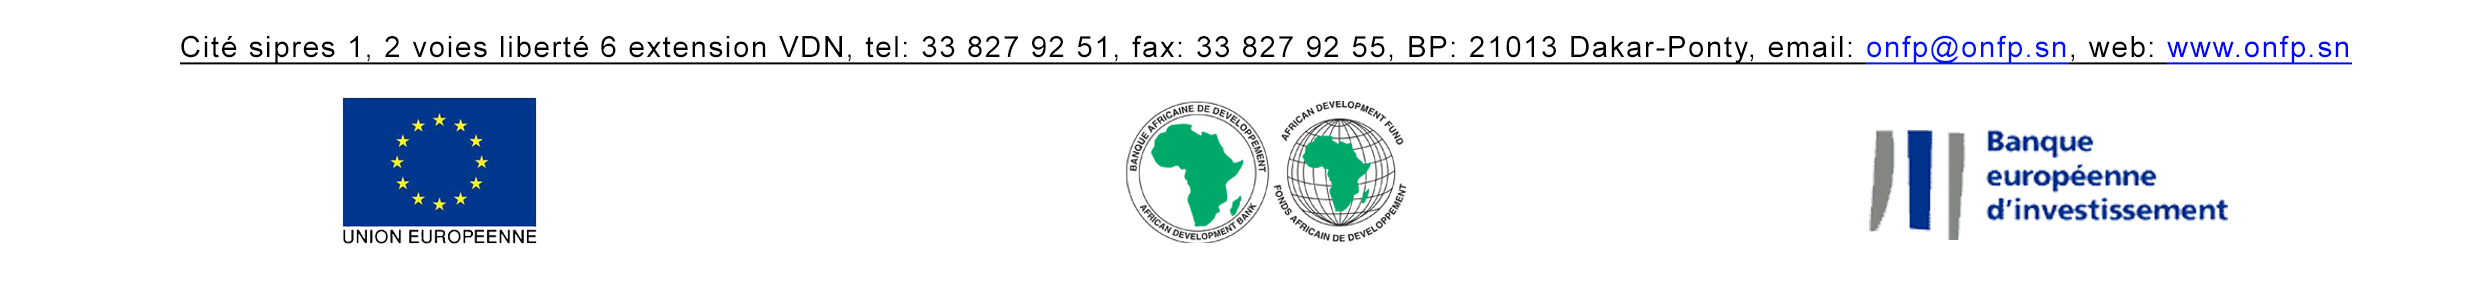 Cité sipres 1, 2 voies liberté 6 extension VDN, tel: 33 827 92 51, fax: 33 827 92 55, BP: 21013 Dakar-Ponty, email: onfp@onfp.sn, web: www.onfp.sn
UNION EUROPEENNE
BANQUE AFRICAINE DE DEVELOPPEMENT
AFRICAN DEVELOPMENT BANK
AFRICAN DEVELOPMENT FUND
FONDS AFRICAIN DE DEVELOPPEMENT
Banque
européenne
d'investissement